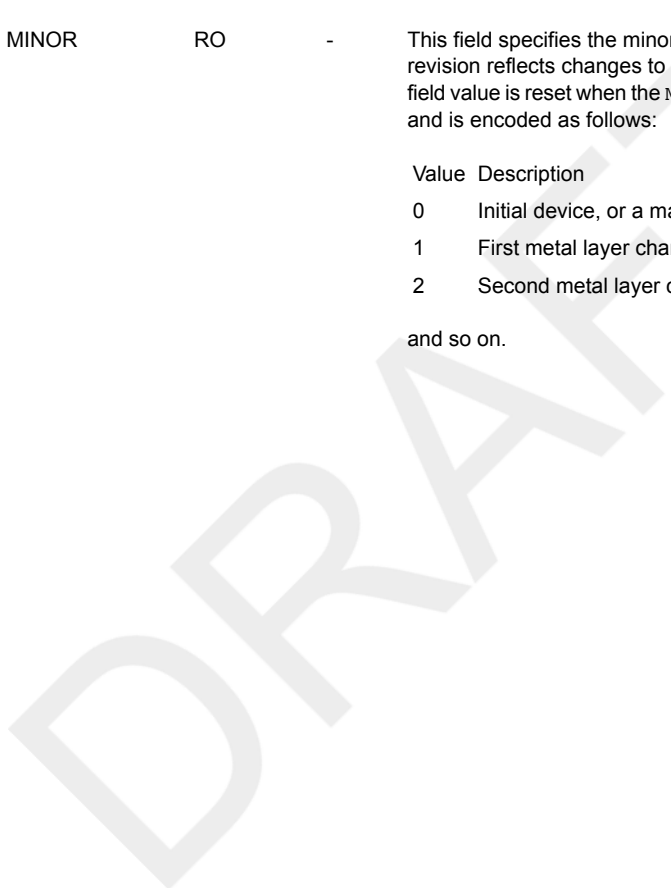 MINOR RO - This field specifies the minor
revision reflects changes to
field value is reset when the
and is encoded as follows:
Value Description
0 Initial device, or a
1 First metal layer
2 Second metal layer
and so on.
DRAFT